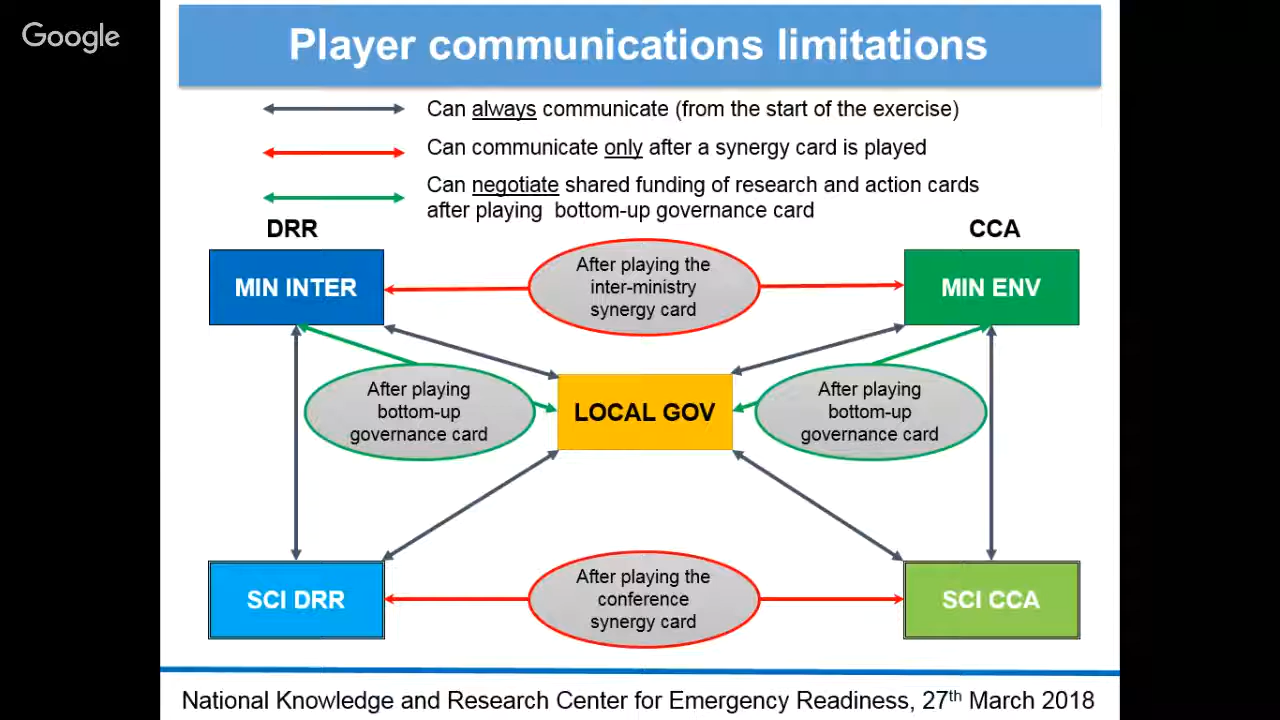 Google
Player communications limitations
Can always communicate (from the start of the exercise)
Can communicate only after a synergy card is played
Can negotiate shared funding of research and action cards
after playing bottom-up governance card
DRR
CCA
MIN INTER
After playing the
inter-ministry
synergy card
MIN ENV
After playing
bottom-up
governance card
LOCAL GOV
After playing
bottom-up
governance card
SCI DRR
After playing the
conference
synergy card
SCI CCA
National Knowledge and Research Center for Emergency Readiness, 27th March 2018